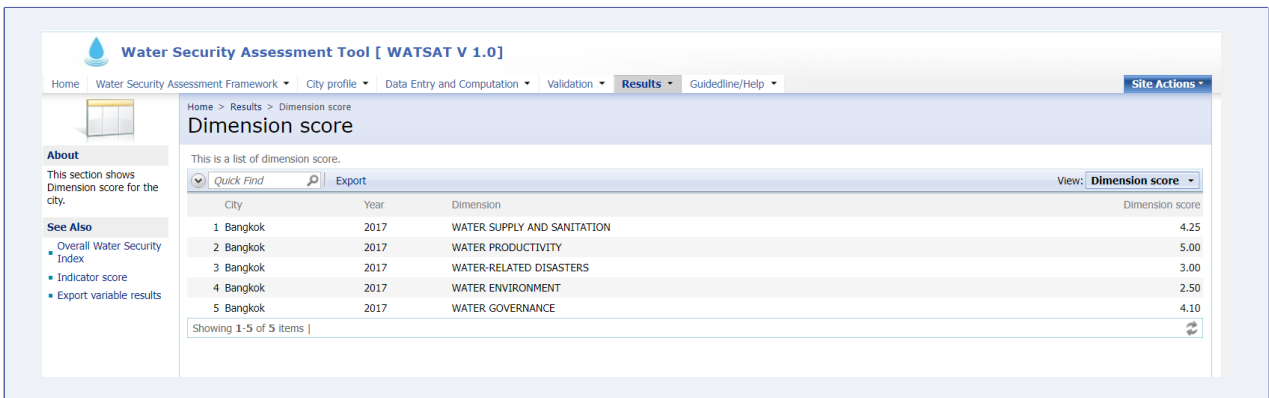 Water Security Assessment Tool [ WATSAT V 1.0]
Home Water Security Assessment Framework City profile Data Entry and Computation Validation Results Guidedline/Help Site Actions
Home > Results > Dimension score
Dimension score
About
This section shows
Dimension score for the
city.
See Also
Overall Water Security
Index
Indicator score
Export variable results
This is a list of dimension score.
Quick Find Export View: Dimension score
City Year Dimension Dimension score
1 Bangkok 2017 WATER SUPPLY AND SANITATION 4.25
2 Bangkok 2017 WATER PRODUCTIVITY 5.00
3 Bangkok 2017 WATER-RELATED DISASTERS 3.00
4 Bangkok 2017 WATER ENVIRONMENT 2.50
5 Bangkok 2017 WATER GOVERNANCE 4.10
Showing 1-5 of 5 items |